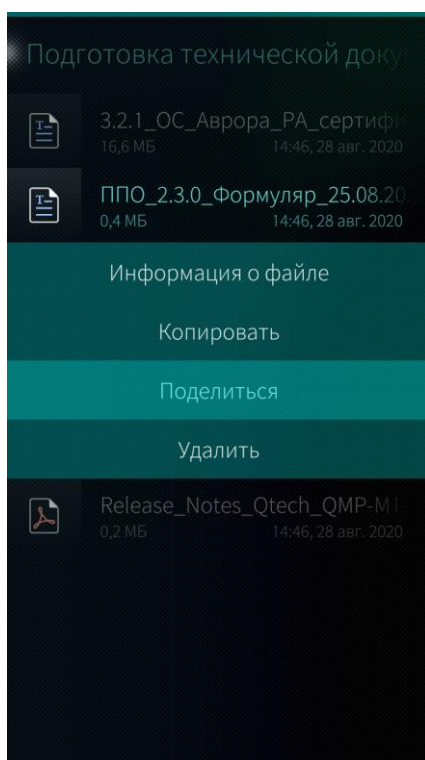 Подготовка технической доку
3.2.1_ОС_Аврора_РА_сертифи
16,6 МБ 14:46, 28 авг. 2020
ППО_2.3.0_Формуляр_25.08.20
0,4 МБ 14:46, 28 авг. 2020
Информация о файле
Копировать
Поделиться
Удалить
Release_Notes_Qtech_QMP-M1
0,2 МБ 14:46, 28 авг. 2020